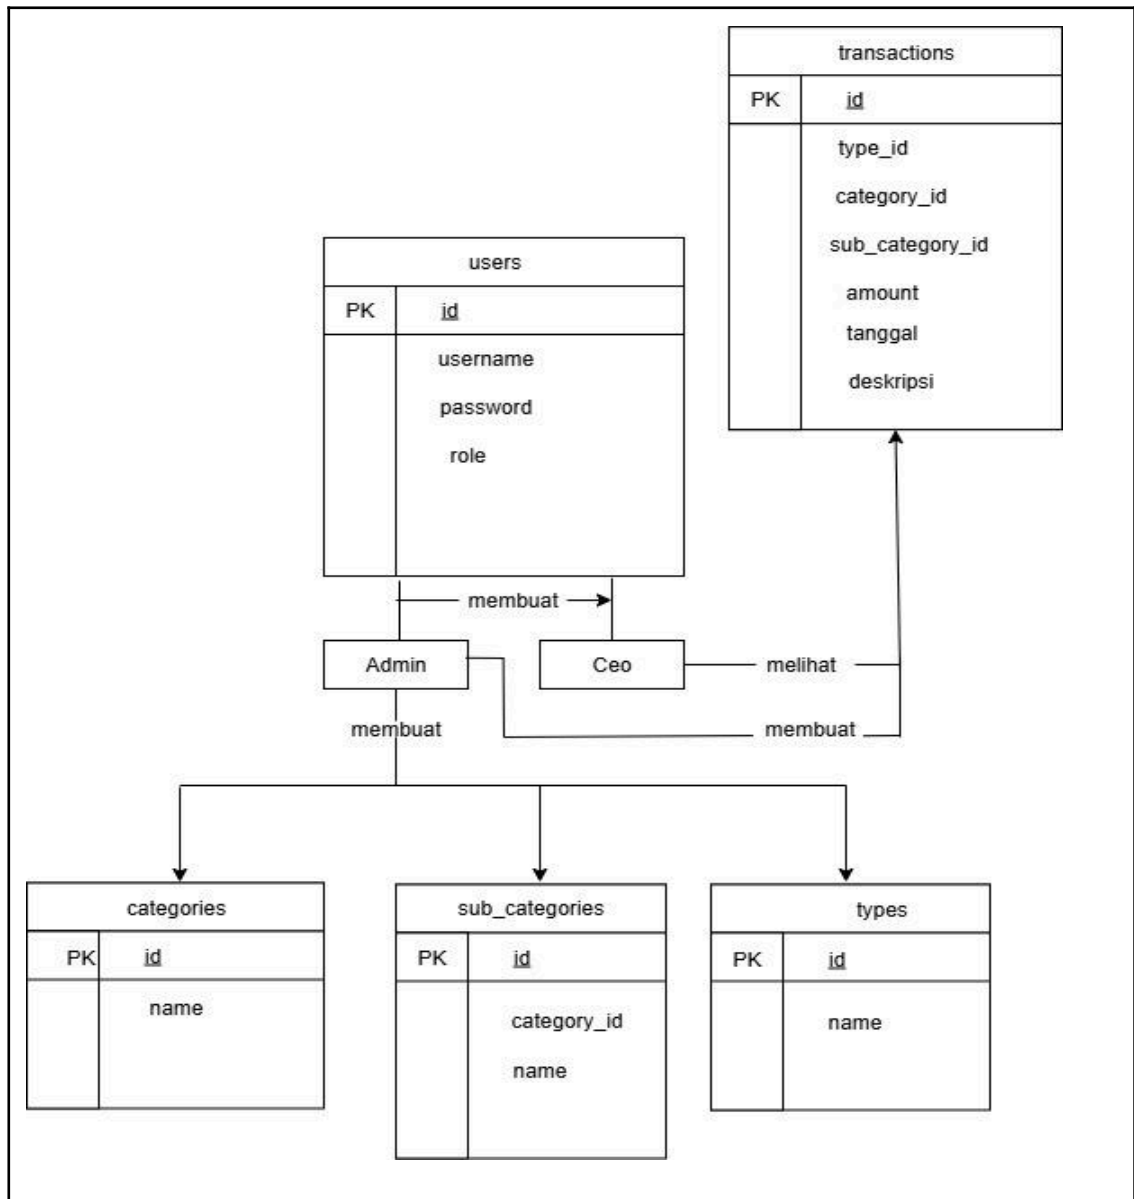 transactions
PK id
type_id
category_id
sub_category_id
amount
tanggal
deskripsi
users
PK id
username
password
role
membuat
Admin
Ceo
melihat
membuat
membuat
categories
PK id
name
sub_categories
PK id
category_id
name
types
PK id
name